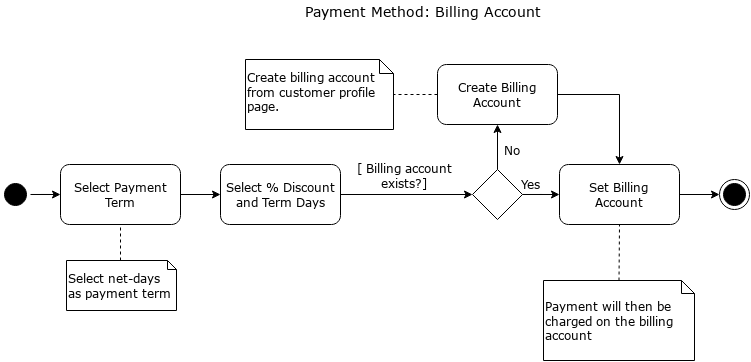 Payment Method: Billing Account
Create billing account
from customer profile
page.
Create Billing
Account
No
[ Billing account
exists?]
Select Payment
Term
Select % Discount
and Term Days
Yes
Set Billing
Account
Select net-days
as payment term
Payment will then be
charged on the billing
account